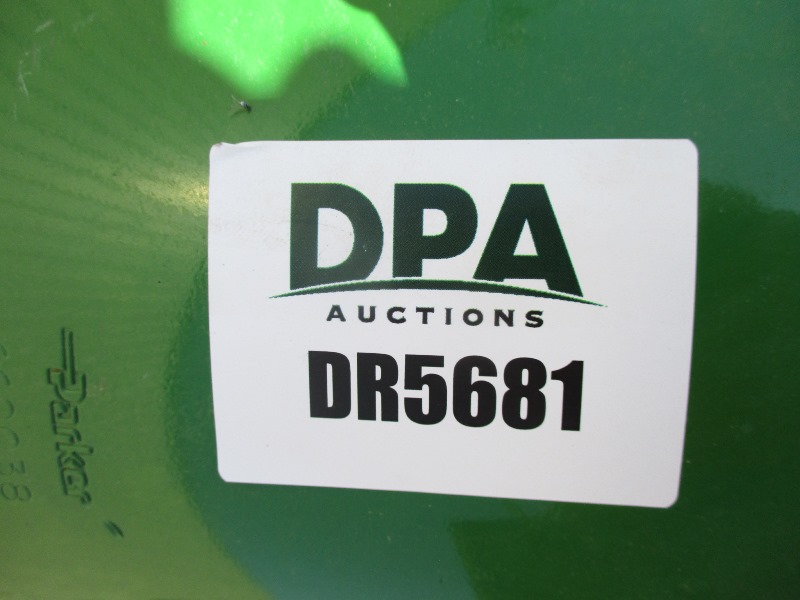 DPA
AUCTIONS
DR5681
Parker